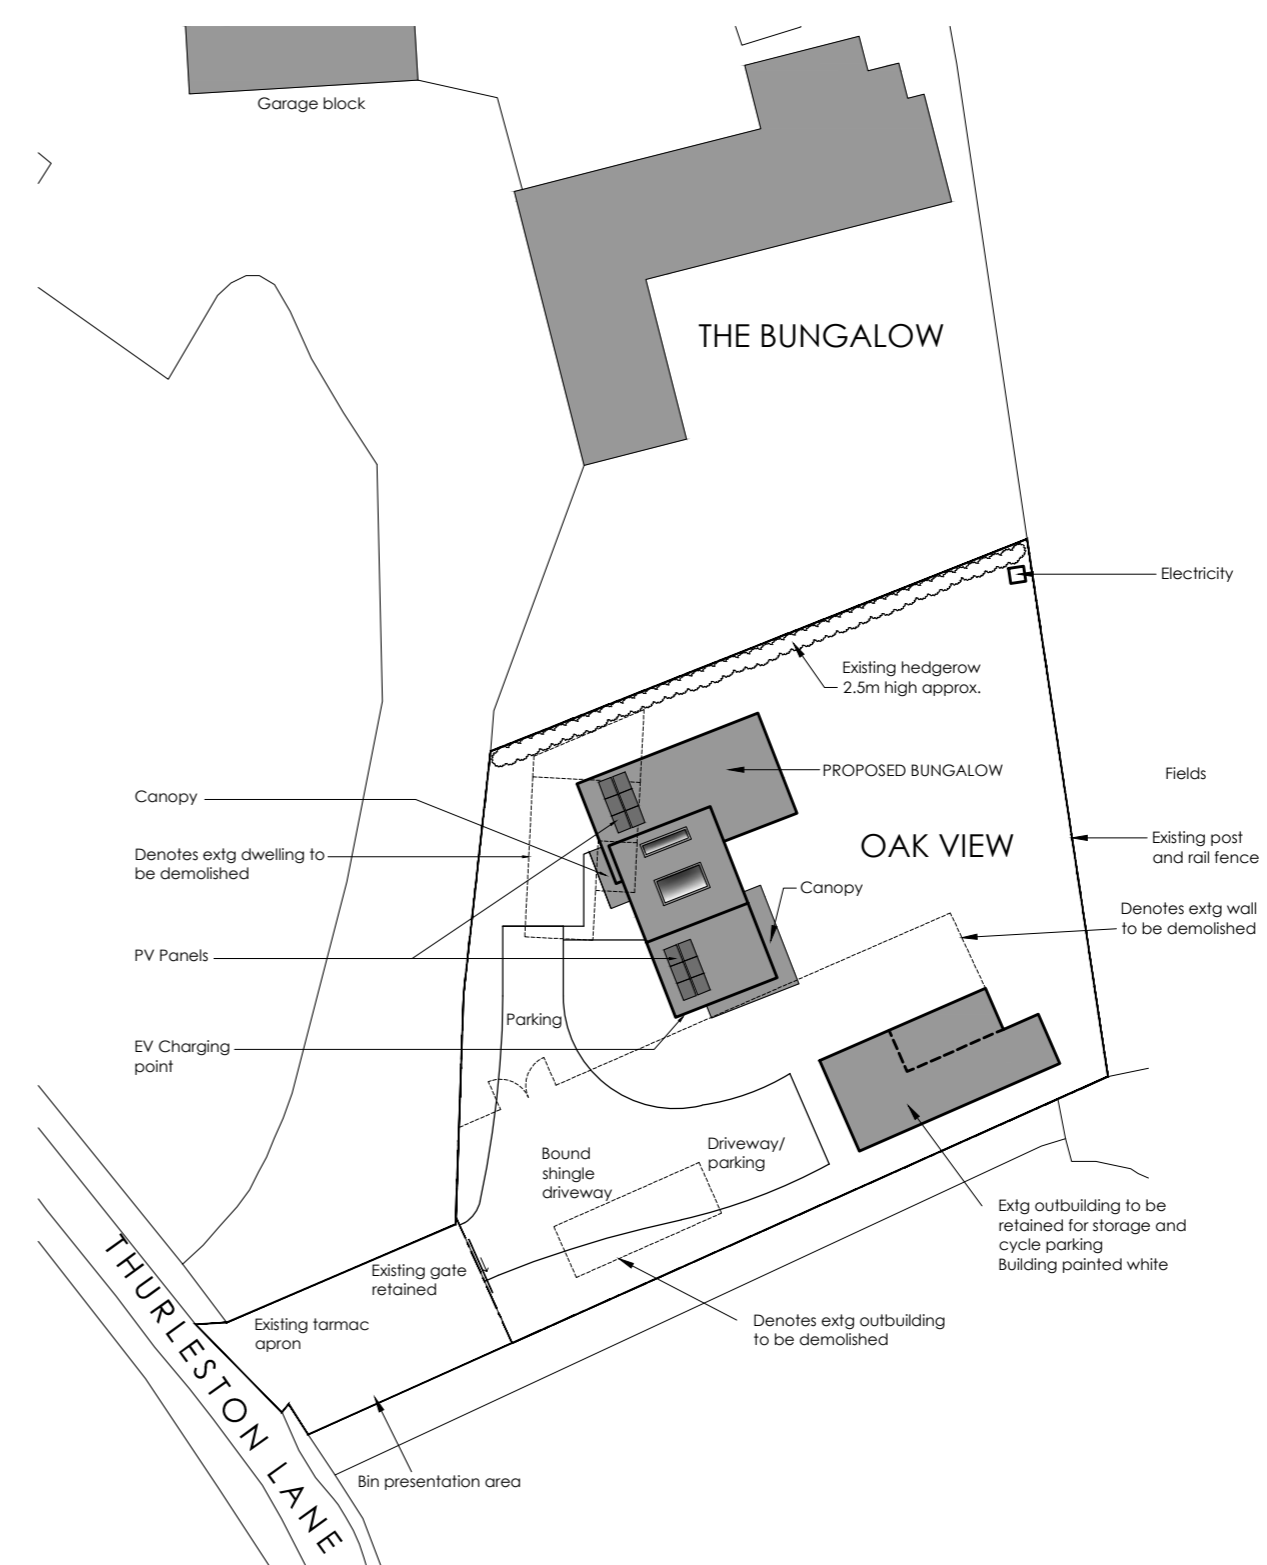 Garage block
THE BUNGALOW
Electricity
Existing hedgerow
2.5m high approx.
PROPOSED BUNGALOW
Fields
Canopy
OAK VIEW
Existing post
and rail fence
Denotes extg dwelling to
be demolished
Canopy
Denotes extg wall
to be demolished
PV Panels
Parking
EV Charging
point
Driveway/
parking
Bound
shingle
driveway
Extg outbuilding to be
retained for storage and
cycle parking
Building painted white
Existing gate
retained
Existing tarmac
apron
Denotes extg outbuilding
to be demolished
THURLESTON LANE
Bin presentation area